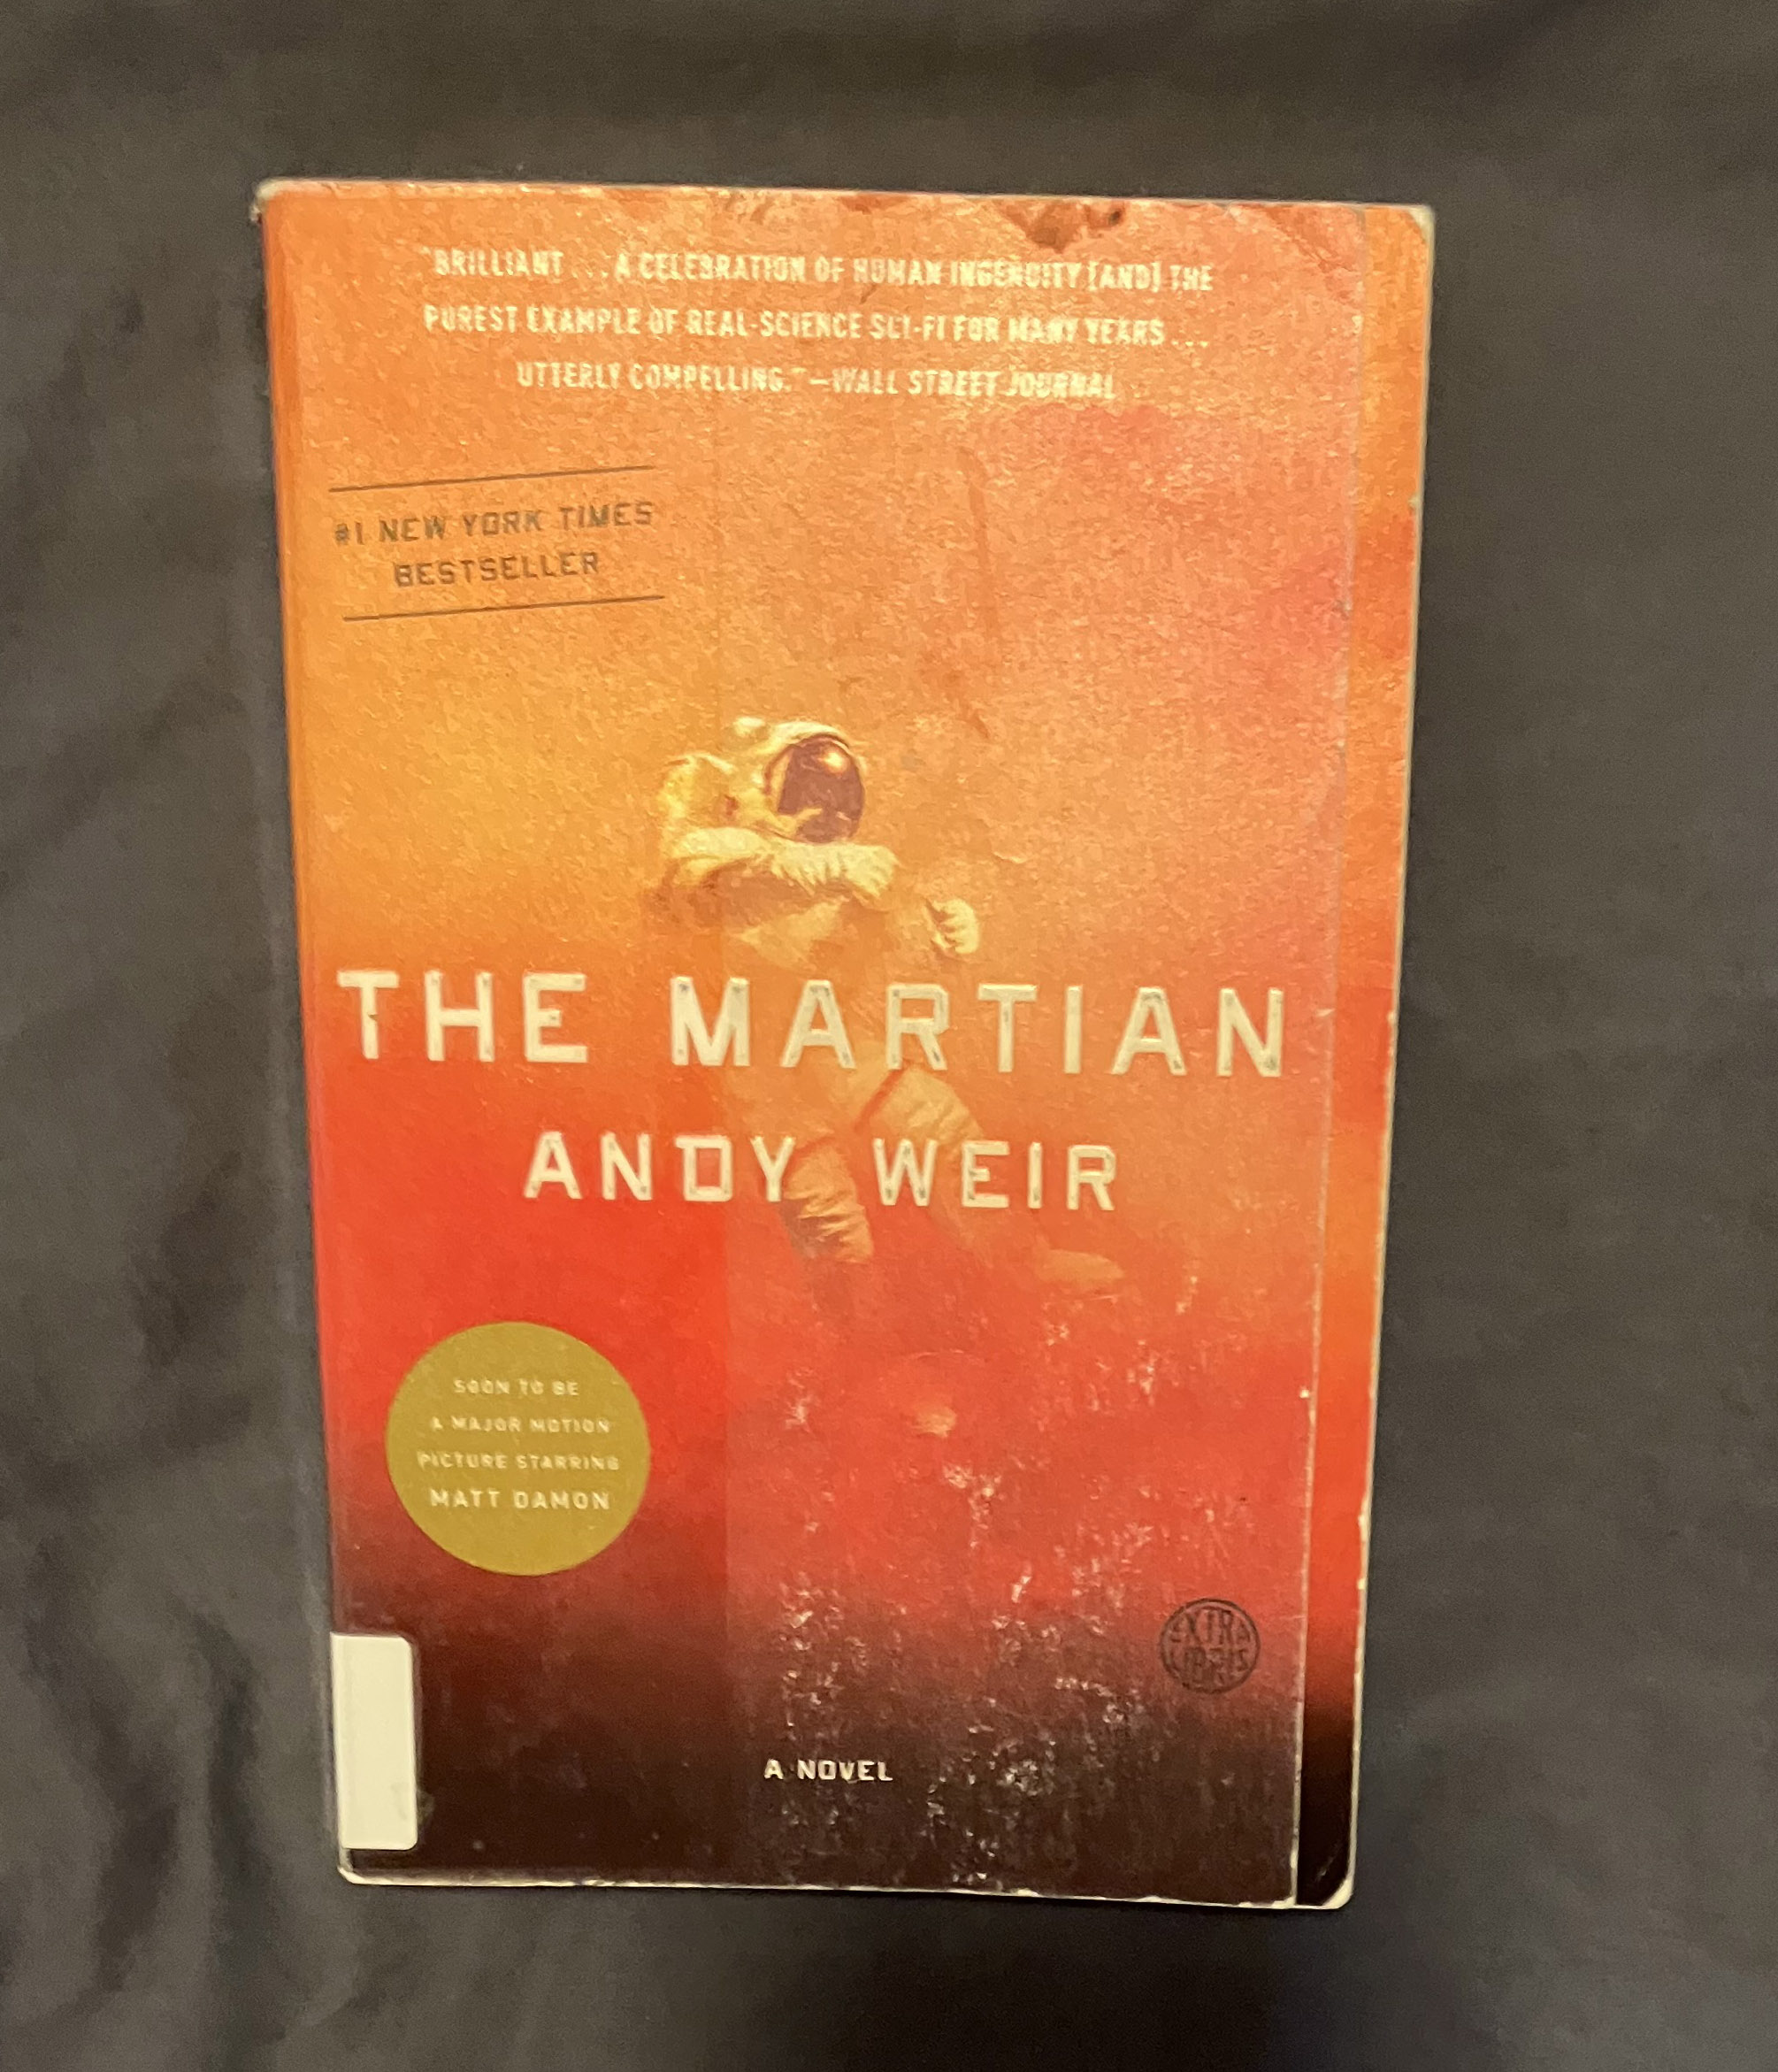 "BRILLIANT . . . A CELEBRATION OF HUMAN INGENUITY [AND] THE
PUREST EXAMPLE OF REAL-SCIENCE SCI-FI FOR MANY YEARS . . .
UTTERLY COMPELLING."—WALL STREET JOURNAL
#1 NEW YORK TIMES
BESTSELLER
THE MARTIAN
ANDY WEIR
SOON TO BE
A MAJOR MOTION
PICTURE STARRING
MATT DAMON
EXTRA
LIBRIS
A NOVEL